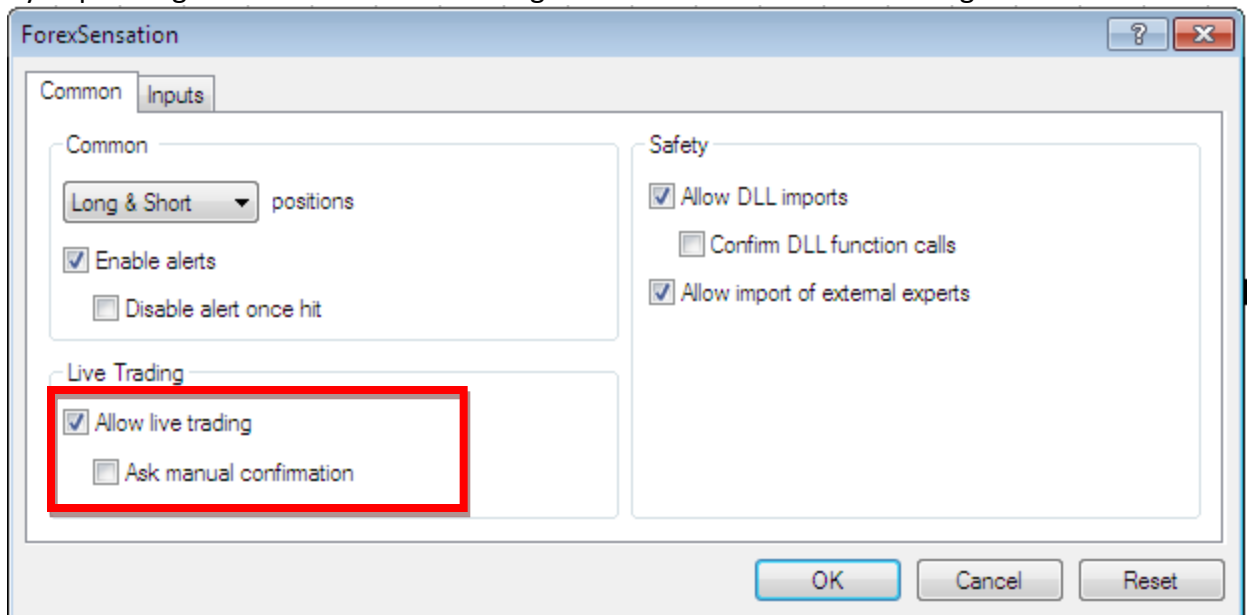 ForexSensation
Common Inputs
Common
Long & Short positions
Enable alerts
Disable alert once hit
Live Trading
Allow live trading
Ask manual confirmation
Safety
Allow DLL imports
Confirm DLL function calls
Allow import of external experts
OK Cancel Reset